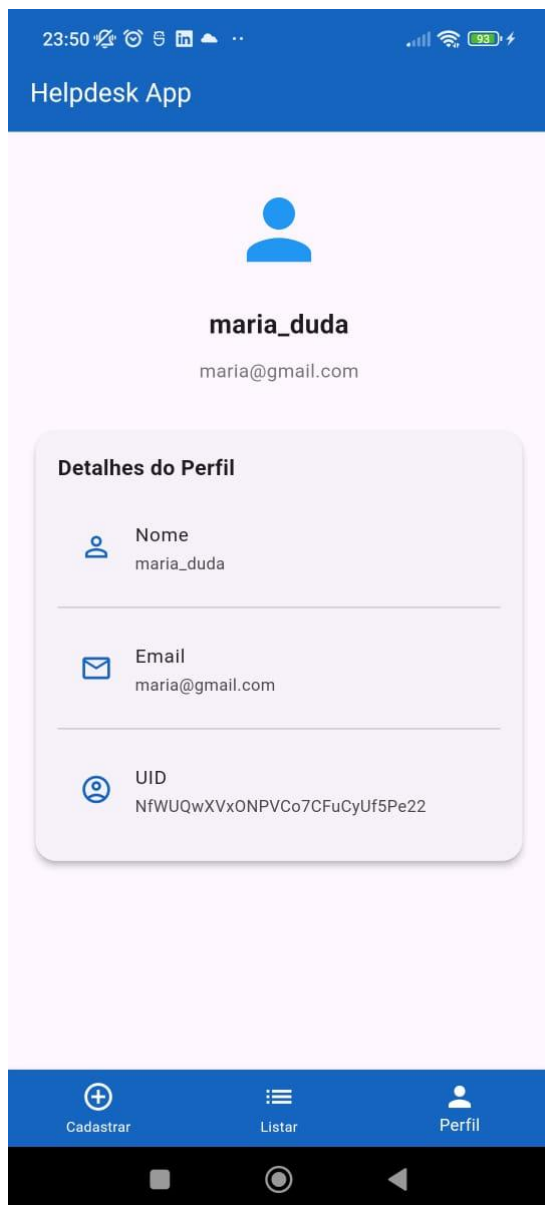 23:50
in
93
Helpdesk App
maria_duda
maria@gmail.com
Detalhes do Perfil
Nome
maria_duda
Email
maria@gmail.com
UID
NfWUQwXVxONPVCo7CFuCyUf5Pe22
Cadastrar
Listar
Perfil